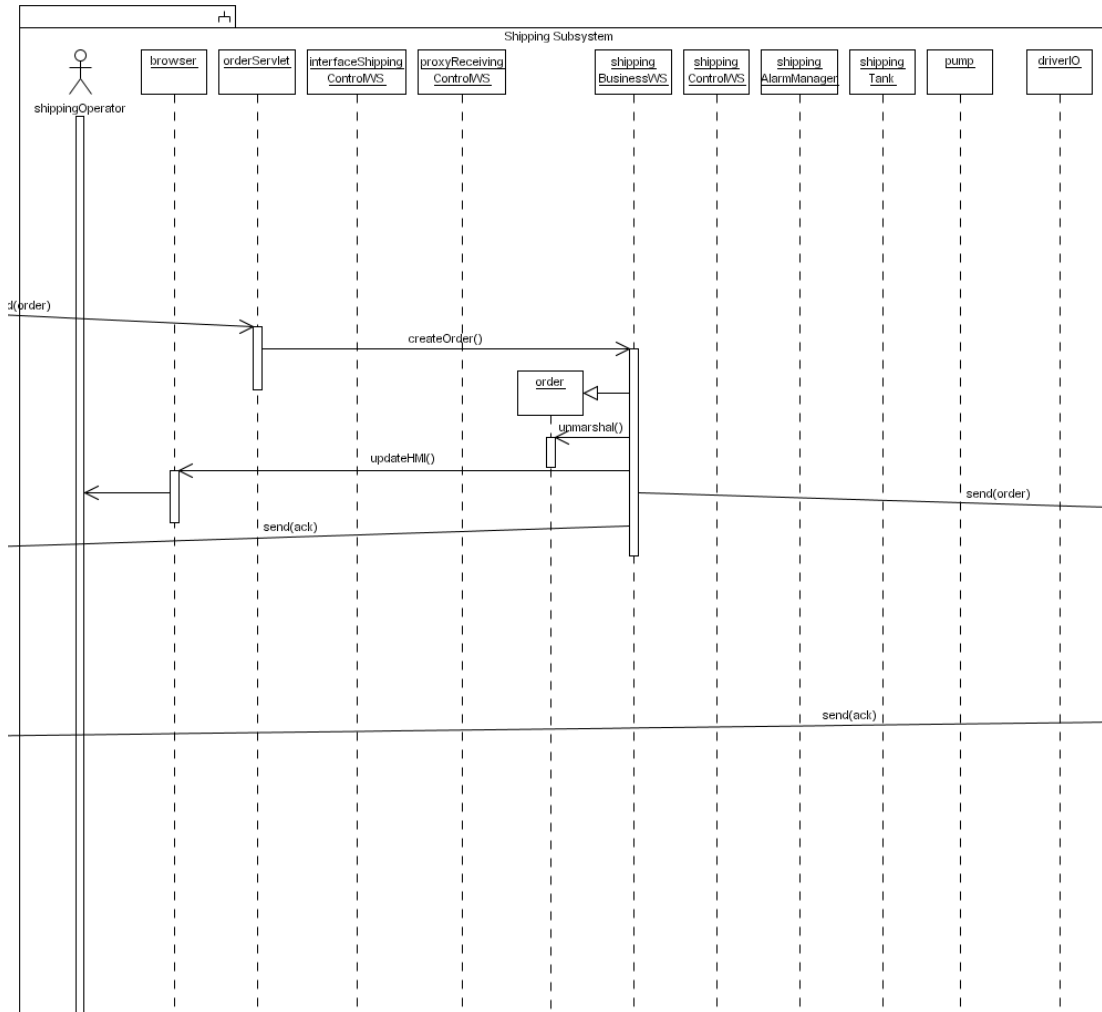 Shipping Subsystem
shippingOperator
browser
orderServlet
interfaceShipping
ControlWS
proxyReceiving
ControlWS
shipping
BusinessWS
shipping
ControlWS
shipping
AlarmManager
shipping
Tank
pump
driverIO
d(order)
createOrder()
order
unmarshal()
updateHMI()
send(order)
send(ack)
send(ack)